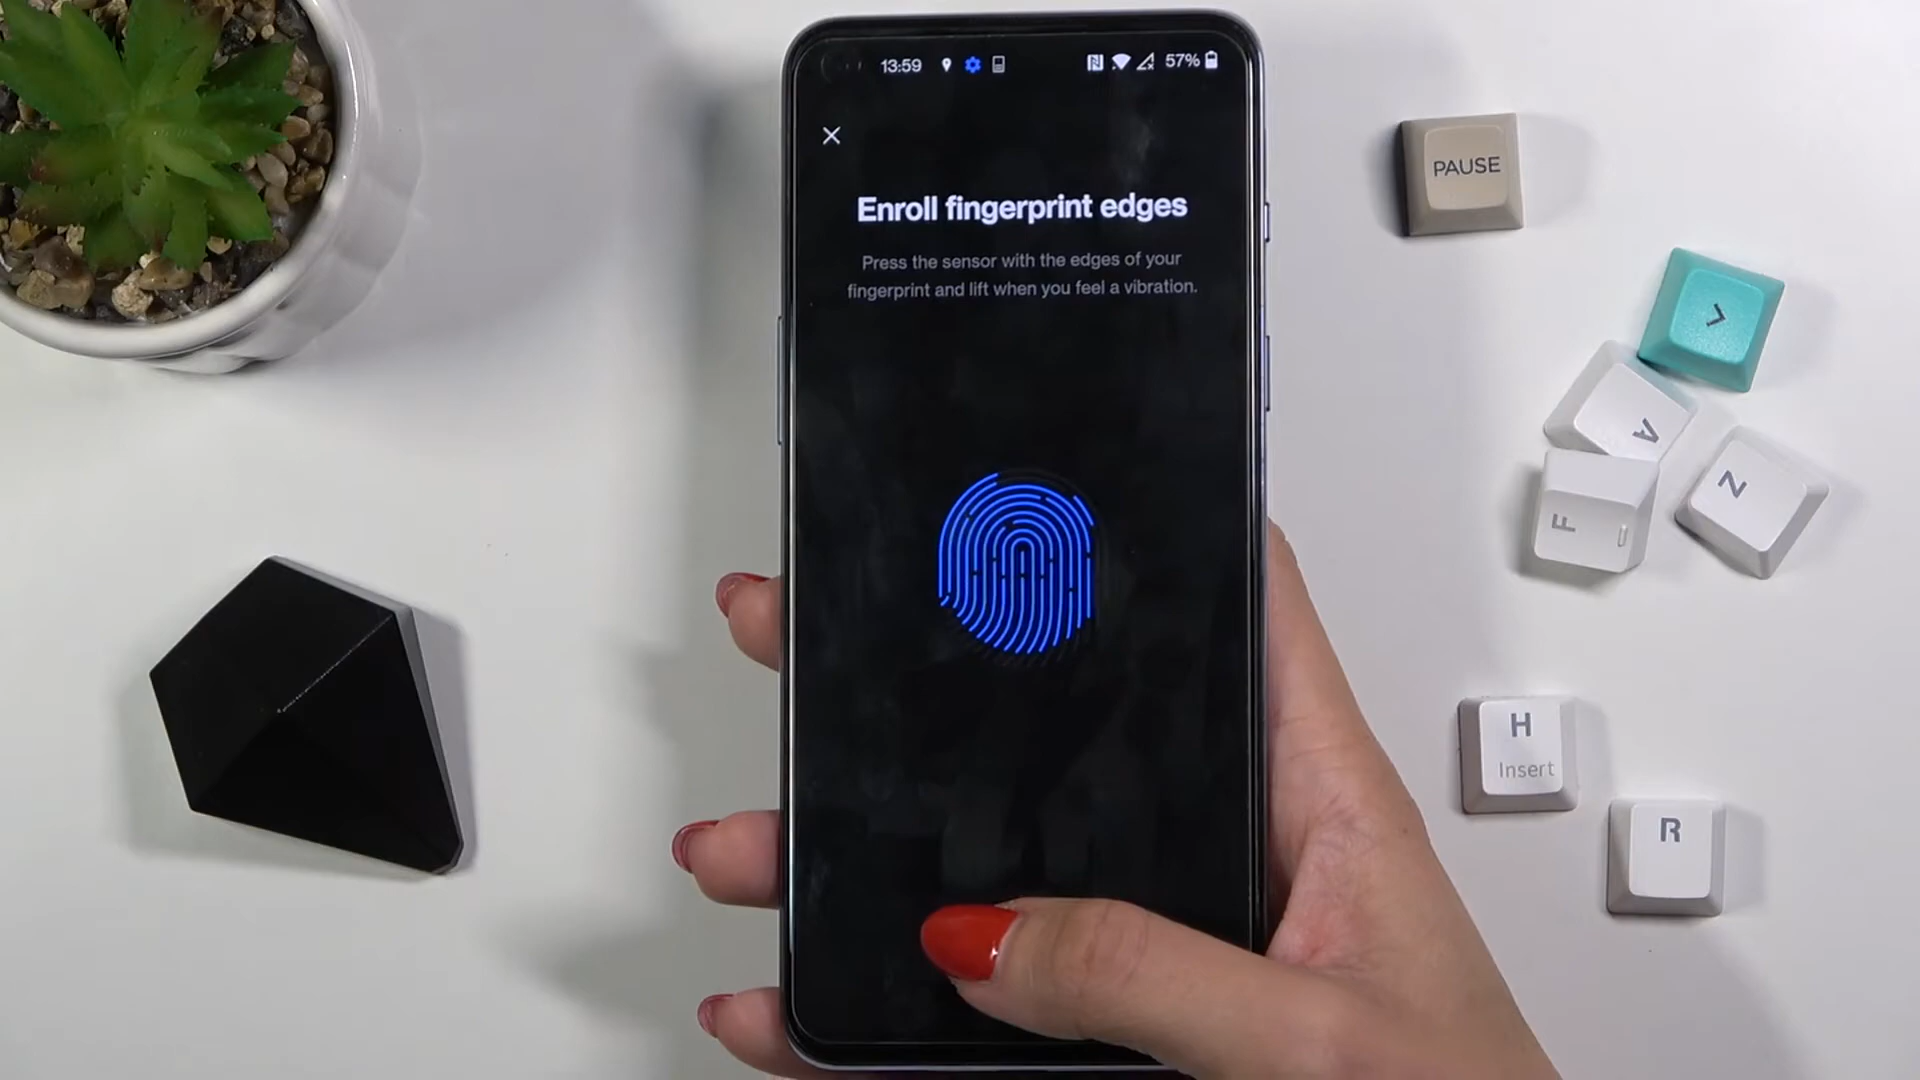 13:59
57%
Enroll fingerprint edges
Press the sensor with the edges of your
fingerprint and lift when you feel a vibration.
PAUSE
V
A
F
Z
H
Insert
R